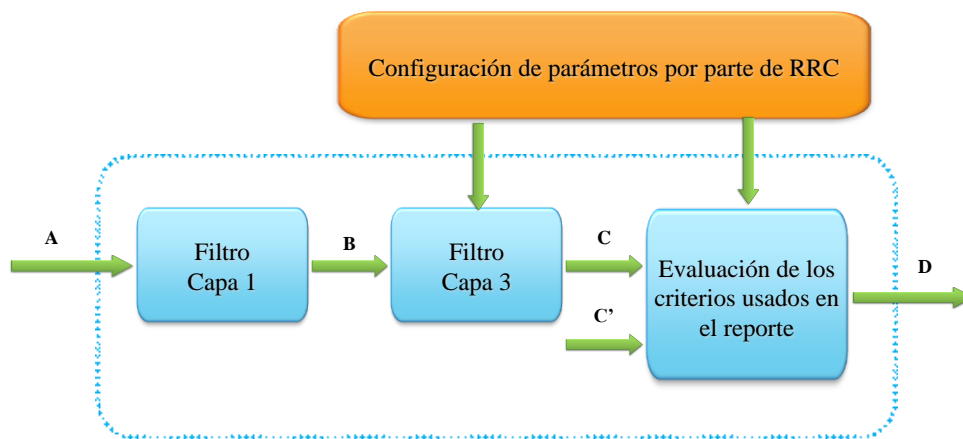 Configuración de parámetros por parte de RRC
A
Filtro
Capa 1
B
Filtro
Capa 3
C
C’
Evaluación de los
criterios usados en
el reporte
D